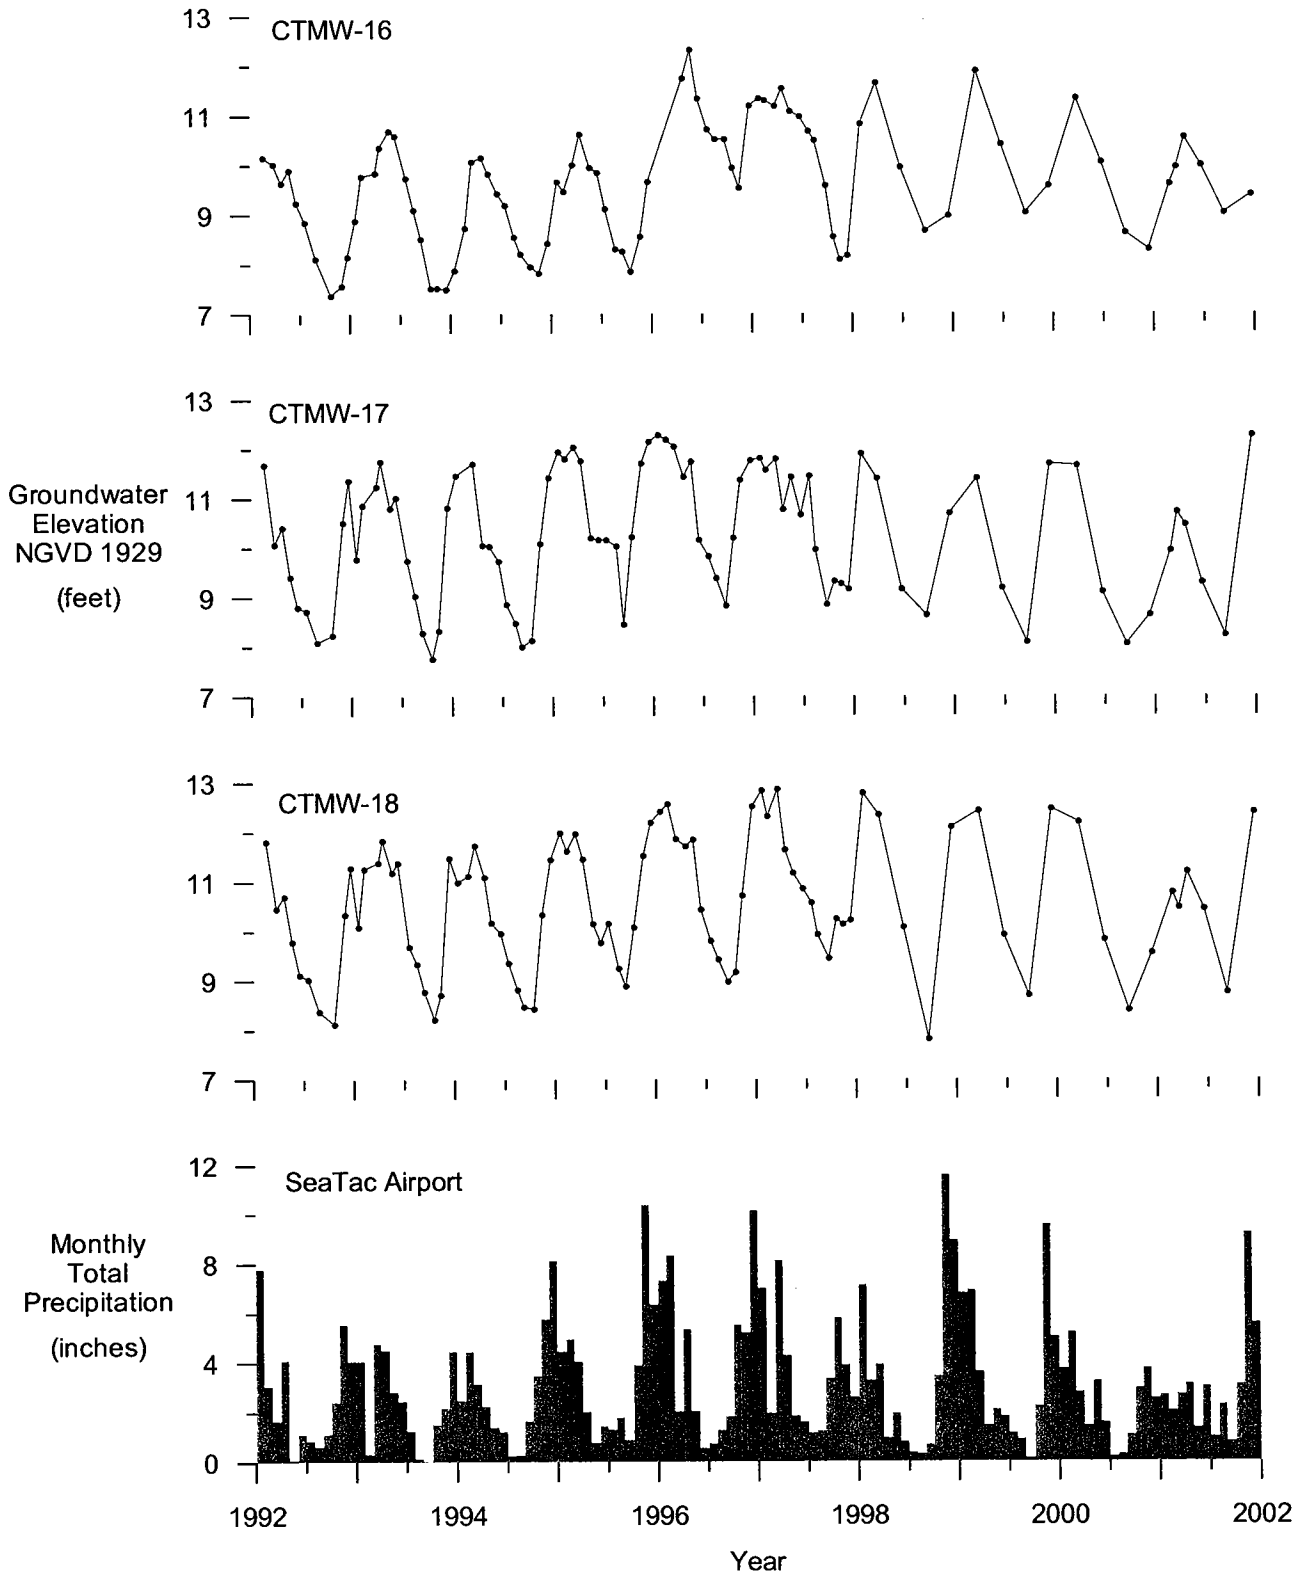 13
CTMW-16
11
9
7
13
CTMW-17
11
9
7
Groundwater
Elevation
NGVD 1929
(feet)
13
CTMW-18
11
9
7
12
SeaTac Airport
8
4
0
Monthly
Total
Precipitation
(inches)
1992 1994 1996 1998 2000 2002
Year